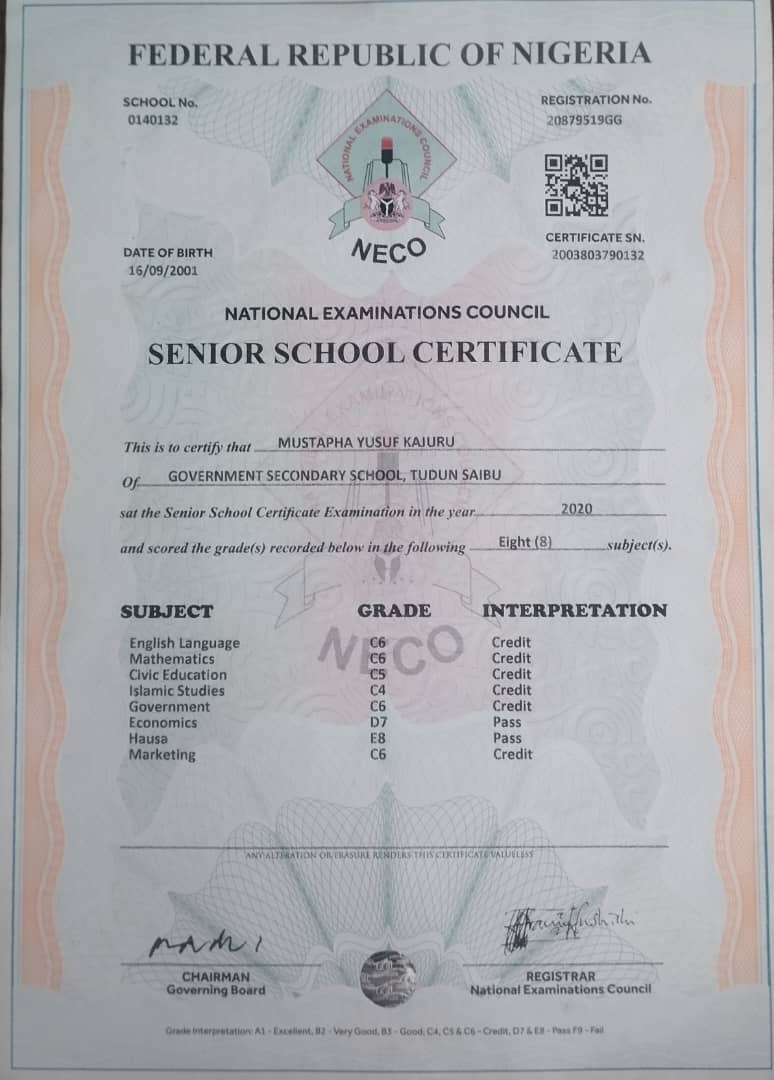 FEDERAL REPUBLIC OF NIGERIA
SCHOOL No.
0140132
REGISTRATION No.
20879519GG
NATIONAL EXAMINATIONS COUNCIL
NECO
DATE OF BIRTH
16/09/2001
CERTIFICATE SN.
2003803790132
NATIONAL EXAMINATIONS COUNCIL
SENIOR SCHOOL CERTIFICATE
This is to certify that MUSTAPHA YUSUF KAJURU
Of GOVERNMENT SECONDARY SCHOOL, TUDUN SAIBU
sat the Senior School Certificate Examination in the year 2020
and scored the grade(s) recorded below in the following Eight (8) subject(s).
SUBJECT GRADE INTERPRETATION
English Language C6 Credit
Mathematics C6 Credit
Civic Education C5 Credit
Islamic Studies C4 Credit
Government C6 Credit
Economics D7 Pass
Hausa E8 Pass
Marketing C6 Credit
NECO
ANY ALTERATION OR ERASURE RENDERS THIS CERTIFICATE VALUELESS
CHAIRMAN
Governing Board
REGISTRAR
National Examinations Council
Grade Interpretation: A1 - Excellent, B2 - Very Good, B3 - Good, C4, C5 & C6 - Credit, D7 & E8 - Pass F9 - Fail